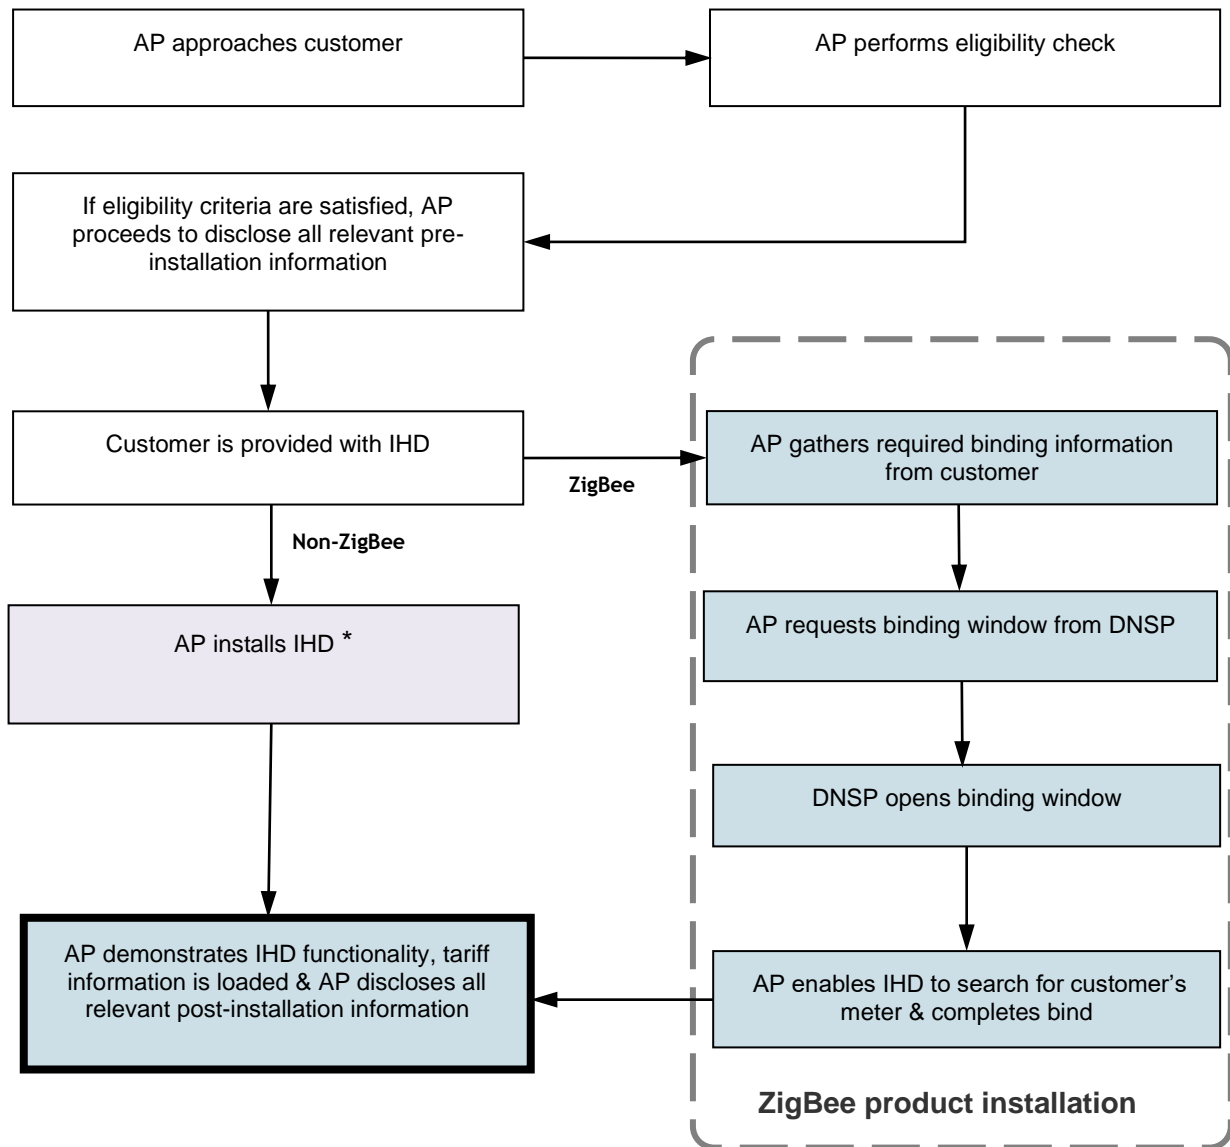 AP approaches customer
AP performs eligibility check
If eligibility criteria are satisfied, AP
proceeds to disclose all relevant pre-
installation information
Customer is provided with IHD
ZigBee
Non-ZigBee
AP gathers required binding information
from customer
AP installs IHD *
AP requests binding window from DNSP
DNSP opens binding window
AP demonstrates IHD functionality, tariff
information is loaded & AP discloses all
relevant post-installation information
AP enables IHD to search for customer’s
meter & completes bind
ZigBee product installation